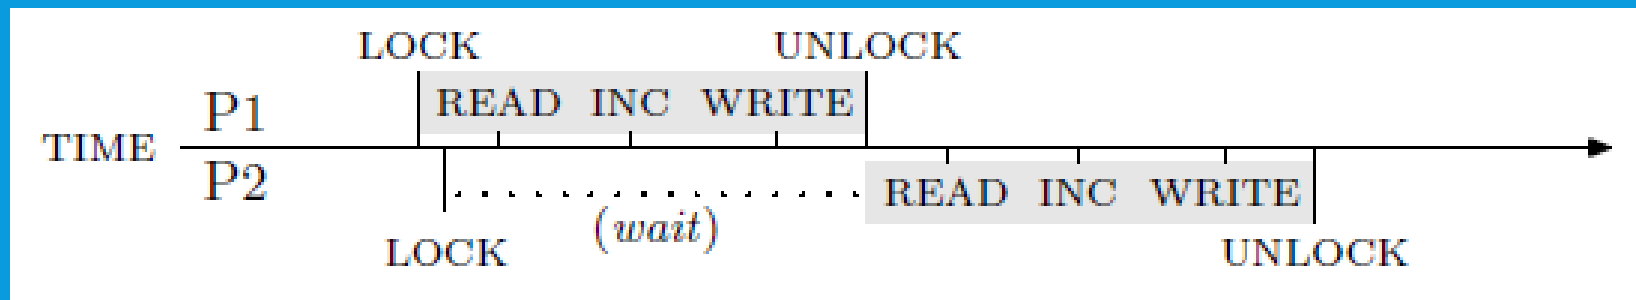 LOCK UNLOCK
P1 READ INC WRITE
TIME
P2 READ INC WRITE
(wait)
LOCK UNLOCK